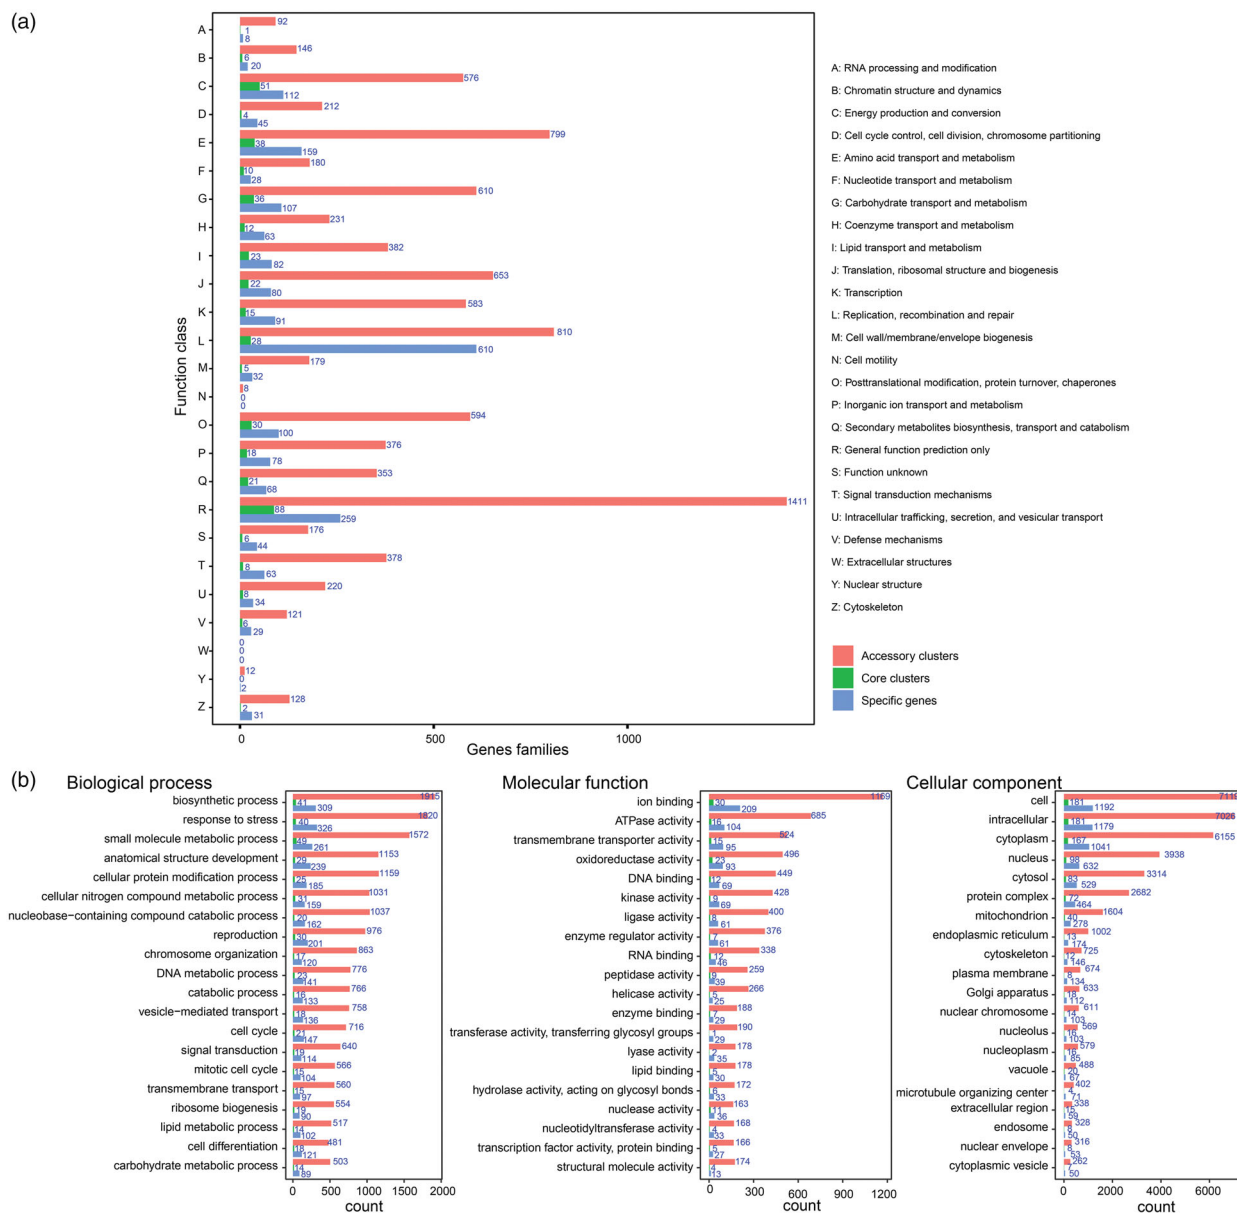 (a)
Function class
A
92
1
8
B
146
6
20
C
576
51
112
D
212
4
45
E
799
38
159
F
180
10
28
G
610
36
107
H
231
12
63
I
382
23
82
J
653
22
80
K
583
15
91
L
810
28
610
M
179
5
32
N
8
0
0
O
594
30
100
P
376
18
78
Q
353
21
68
R
1411
88
259
S
176
6
44
T
378
8
63
U
220
8
34
V
121
6
29
W
0
0
0
Y
12
0
2
Z
128
2
31
0 500 1000
Genes families
A: RNA processing and modification
B: Chromatin structure and dynamics
C: Energy production and conversion
D: Cell cycle control, cell division, chromosome partitioning
E: Amino acid transport and metabolism
F: Nucleotide transport and metabolism
G: Carbohydrate transport and metabolism
H: Coenzyme transport and metabolism
I: Lipid transport and metabolism
J: Translation, ribosomal structure and biogenesis
K: Transcription
L: Replication, recombination and repair
M: Cell wall/membrane/envelope biogenesis
N: Cell motility
O: Posttranslational modification, protein turnover, chaperones
P: Inorganic ion transport and metabolism
Q: Secondary metabolites biosynthesis, transport and catabolism
R: General function prediction only
S: Function unknown
T: Signal transduction mechanisms
U: Intracellular trafficking, secretion, and vesicular transport
V: Defense mechanisms
W: Extracellular structures
Y: Nuclear structure
Z: Cytoskeleton
Accessory clusters
Core clusters
Specific genes
(b)
Biological process
biosynthetic process
1915
41
309
response to stress
1820
40
326
small molecule metabolic process
1572
49
261
anatomical structure development
1153
29
239
cellular protein modification process
1159
25
185
cellular nitrogen compound metabolic process
1031
31
159
nucleobase−containing compound catabolic process
1037
20
162
reproduction
976
30
201
chromosome organization
863
17
120
DNA metabolic process
776
23
141
catabolic process
766
16
133
vesicle−mediated transport
758
18
136
cell cycle
716
21
147
signal transduction
640
19
114
mitotic cell cycle
566
15
104
transmembrane transport
560
15
97
ribosome biogenesis
554
19
90
lipid metabolic process
517
14
102
cell differentiation
481
18
121
carbohydrate metabolic process
503
14
89
0 500 1000 1500 2000
count
Molecular function
ion binding
1169
30
209
ATPase activity
685
16
104
transmembrane transporter activity
524
15
95
oxidoreductase activity
496
23
93
DNA binding
449
12
69
kinase activity
428
9
69
ligase activity
400
8
61
enzyme regulator activity
376
7
61
RNA binding
338
12
46
peptidase activity
259
9
39
helicase activity
266
5
25
enzyme binding
188
7
29
transferase activity, transferring glycosyl groups
190
1
29
lyase activity
178
2
35
lipid binding
178
5
30
hydrolase activity, acting on glycosyl bonds
172
6
33
nuclease activity
163
11
36
nucleotidyltransferase activity
168
4
33
transcription factor activity, protein binding
166
5
27
structural molecule activity
174
4
13
0 300 600 900 1200
count
Cellular component
cell
7119
181
1192
intracellular
7026
181
1179
cytoplasm
6155
167
1041
nucleus
3938
98
632
cytosol
3314
83
529
protein complex
2682
72
464
mitochondrion
1604
40
278
endoplasmic reticulum
1002
13
174
cytoskeleton
725
12
146
plasma membrane
674
8
134
Golgi apparatus
633
18
112
nuclear chromosome
611
14
103
nucleolus
569
16
103
nucleoplasm
579
16
85
vacuole
488
20
67
microtubule organizing center
402
4
71
extracellular region
338
15
59
endosome
328
8
50
nuclear envelope
316
8
53
cytoplasmic vesicle
262
7
50
0 2000 4000 6000
count